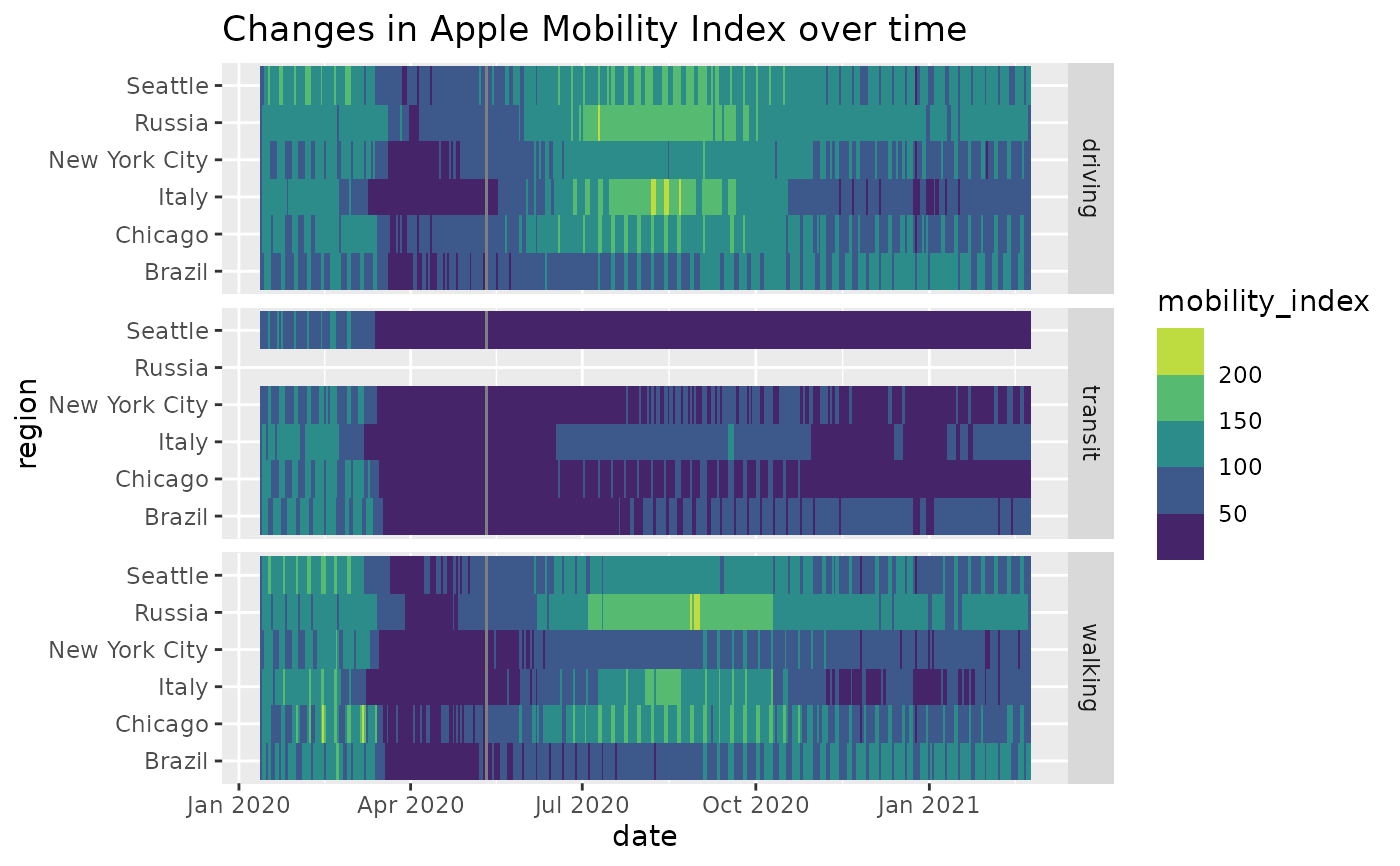 Changes in Apple Mobility Index over time
Seattle
Russia
New York City
Italy
Chicago
Brazil
driving
Seattle
Russia
New York City
Italy
Chicago
Brazil
transit
Seattle
Russia
New York City
Italy
Chicago
Brazil
walking
region
Jan 2020 Apr 2020 Jul 2020 Oct 2020 Jan 2021
date
mobility_index
200
150
100
50